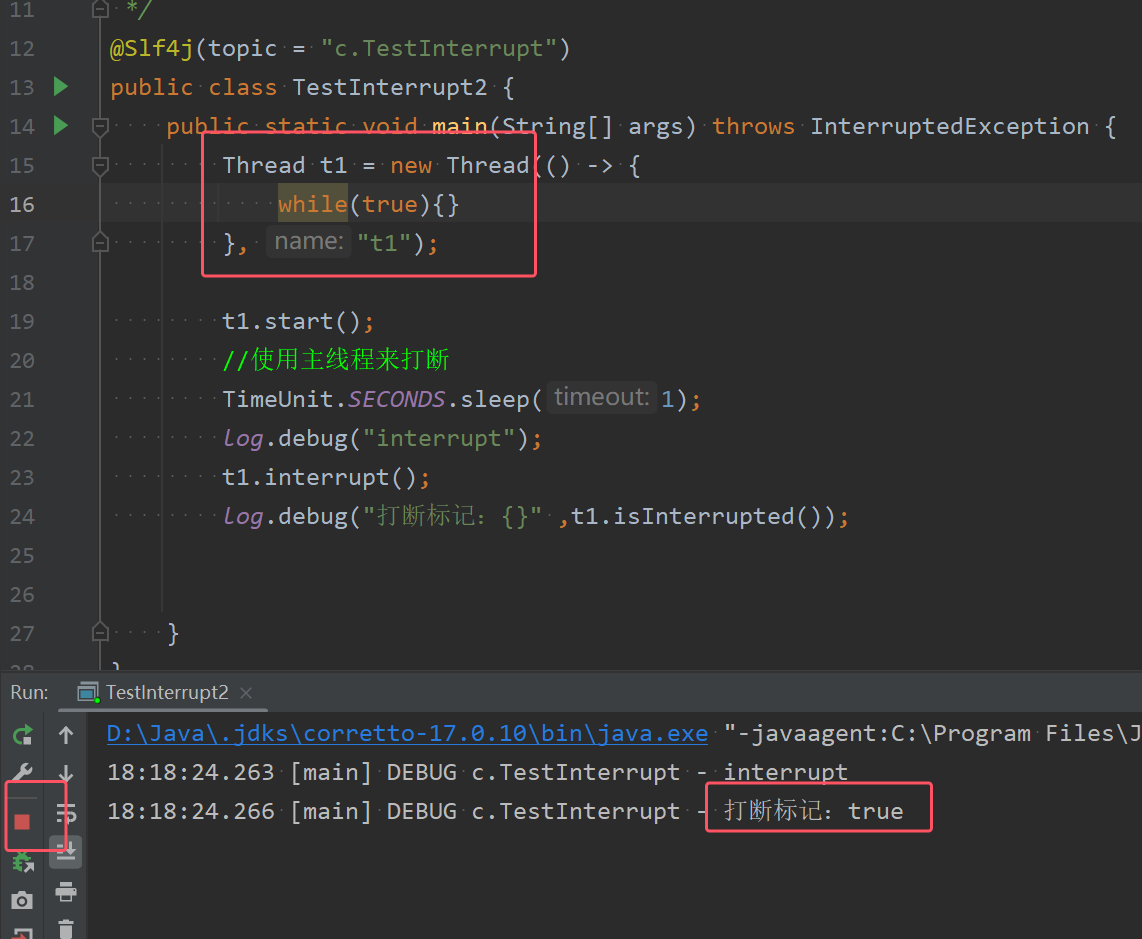 11 */
12 @Slf4j(topic = "c.TestInterrupt")
13 public class TestInterrupt2 {
14 public static void main(String[] args) throws InterruptedException {
15 Thread t1 = new Thread(() -> {
16 while(true){}
17 }, name: "t1");
18
19 t1.start();
20 //使用主线程来打断
21 TimeUnit.SECONDS.sleep( timeout: 1);
22 log.debug("interrupt");
23 t1.interrupt();
24 log.debug("打断标记：{}" ,t1.isInterrupted());
25
26
27 }
28 }
Run: TestInterrupt2
D:\Java\.jdks\corretto-17.0.10\bin\java.exe "-javaagent:C:\Program Files\J
18:18:24.263 [main] DEBUG c.TestInterrupt - interrupt
18:18:24.266 [main] DEBUG c.TestInterrupt - 打断标记：true